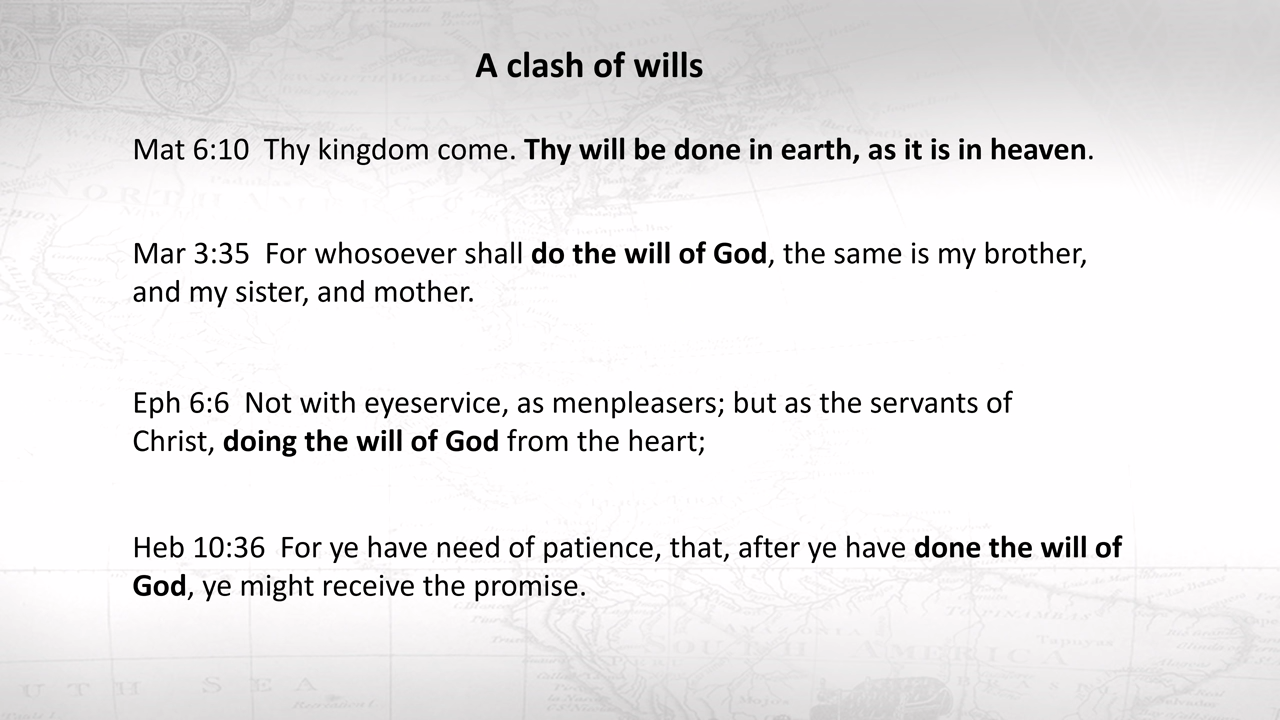 A clash of wills
Mat 6:10  Thy kingdom come. Thy will be done in earth, as it is in heaven.
Mar 3:35  For whosoever shall do the will of God, the same is my brother,
and my sister, and mother.
Eph 6:6  Not with eyeservice, as menpleasers; but as the servants of
Christ, doing the will of God from the heart;
Heb 10:36  For ye have need of patience, that, after ye have done the will of
God, ye might receive the promise.
SOUTH AMERICA
UTH SEA